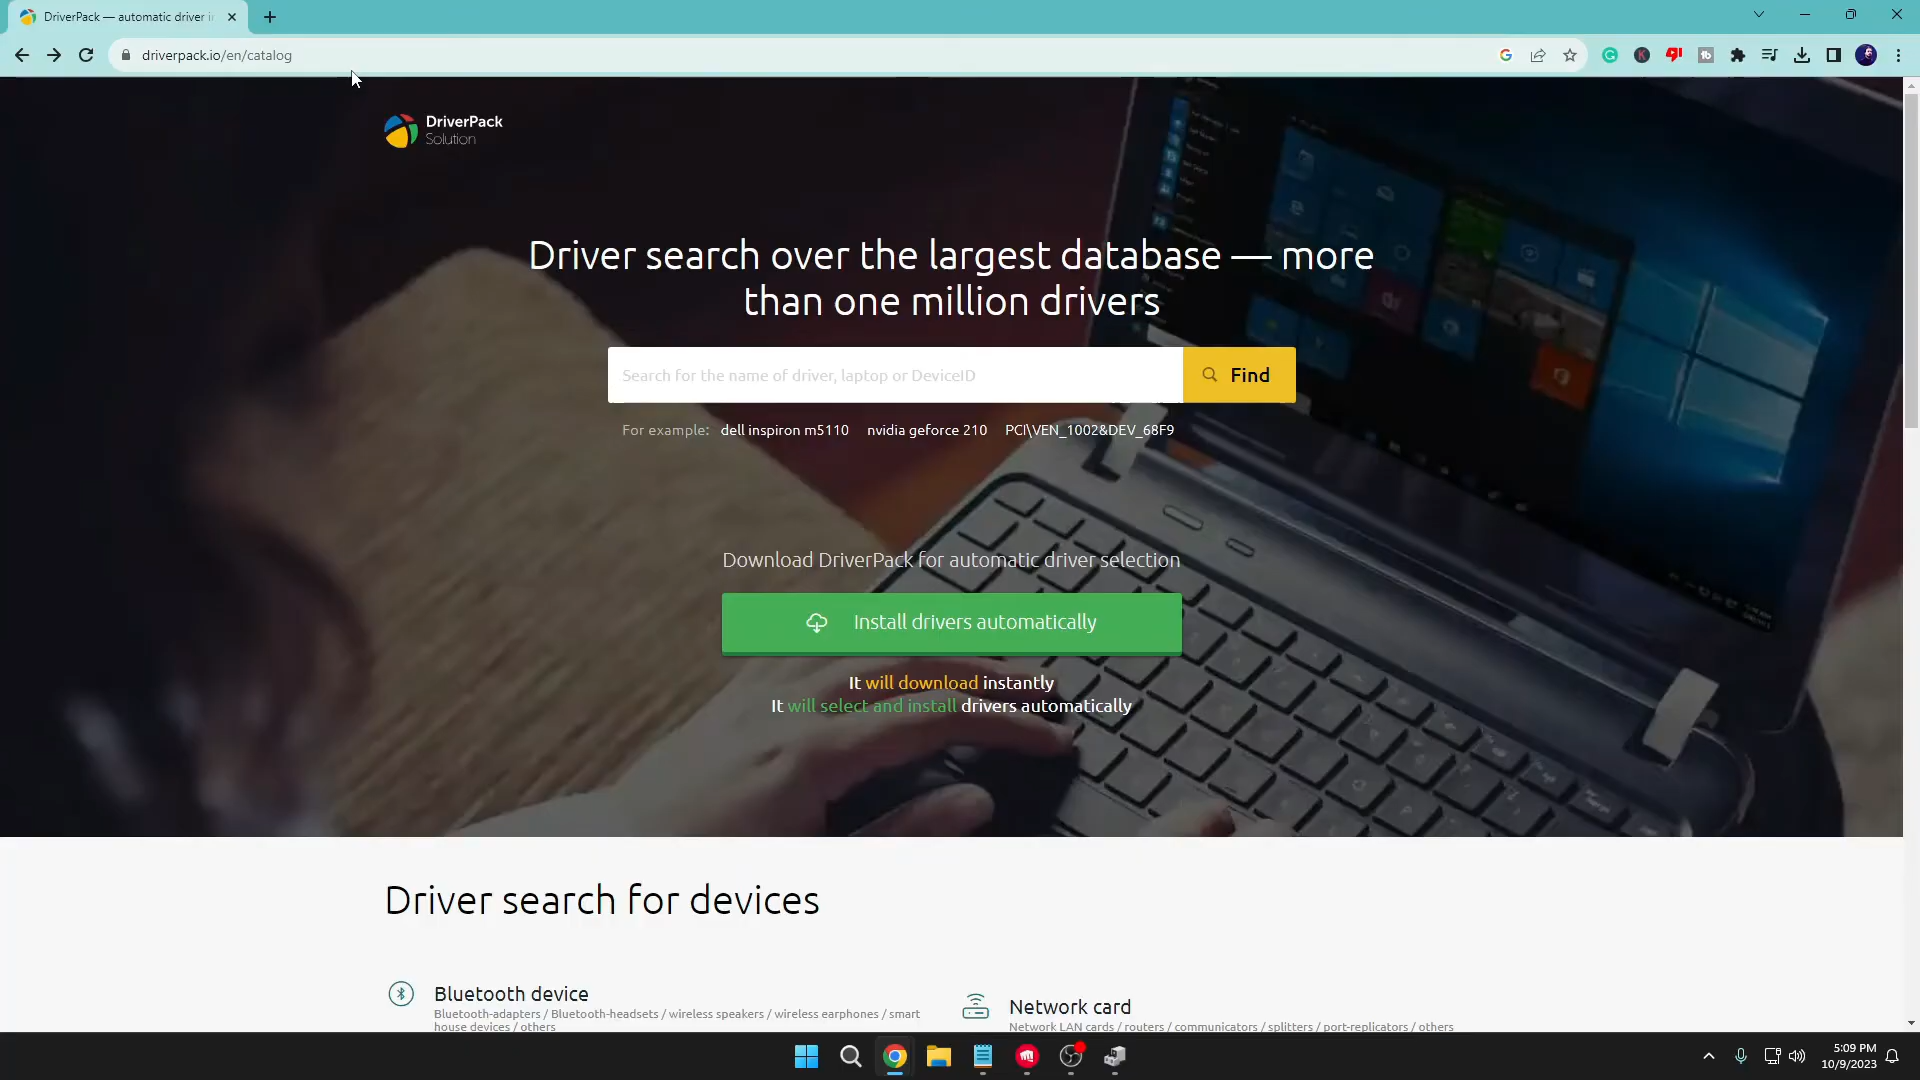 DriverPack — automatic driver i
driverpack.io/en/catalog
DriverPack
Solution
Driver search over the largest database — more
than one million drivers
Search for the name of driver, laptop or DeviceID
Find
For example: dell inspiron m5110 nvidia geforce 210 PCI\VEN_1002&DEV_68F9
Download DriverPack for automatic driver selection
Install drivers automatically
It will download instantly
It will select and install drivers automatically
Driver search for devices
Bluetooth device
Bluetooth-adapters / Bluetooth-headsets / wireless speakers / wireless earphones / smart
house devices / others
Network card
Network LAN cards / routers / communicators / splitters / port-replicators / others
5:09 PM
10/9/2023